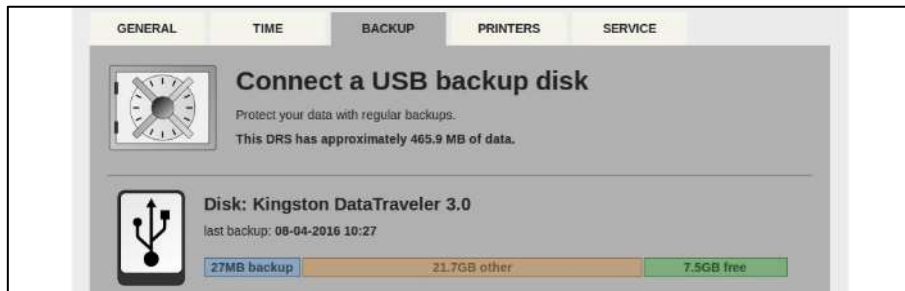 GENERAL TIME BACKUP PRINTERS SERVICE
Connect a USB backup disk
Protect your data with regular backups.
This DRS has approximately 465.9 MB of data.
Disk: Kingston DataTraveler 3.0
last backup: 08-04-2016 10:27
27MB backup 21.7GB other 7.5GB free